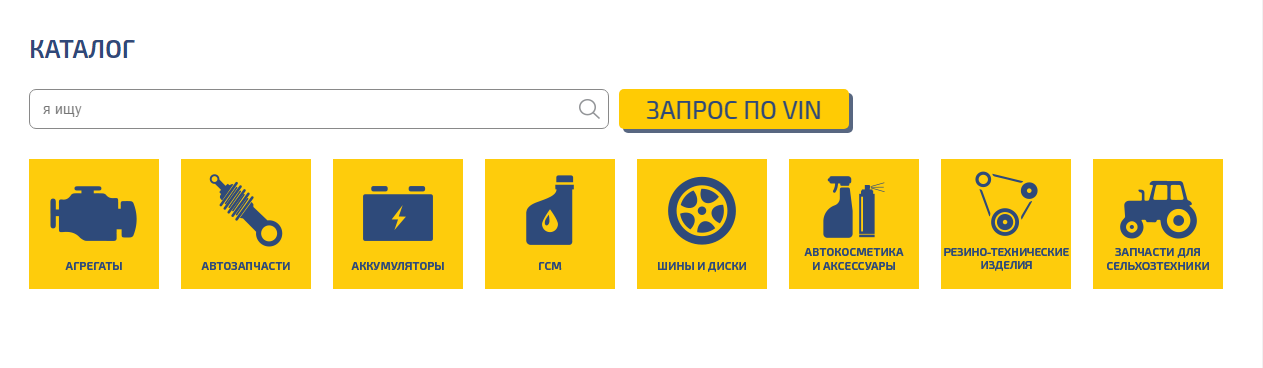 КАТАЛОГ
я ищу
ЗАПРОС ПО VIN
АГРЕГАТЫ
АВТОЗАПЧАСТИ
АККУМУЛЯТОРЫ
ГСМ
ШИНЫ И ДИСКИ
АВТОКОСМЕТИКА
И АКСЕССУАРЫ
РЕЗИНО-ТЕХНИЧЕСКИЕ
ИЗДЕЛИЯ
ЗАПЧАСТИ ДЛЯ
СЕЛЬХОЗТЕХНИКИ